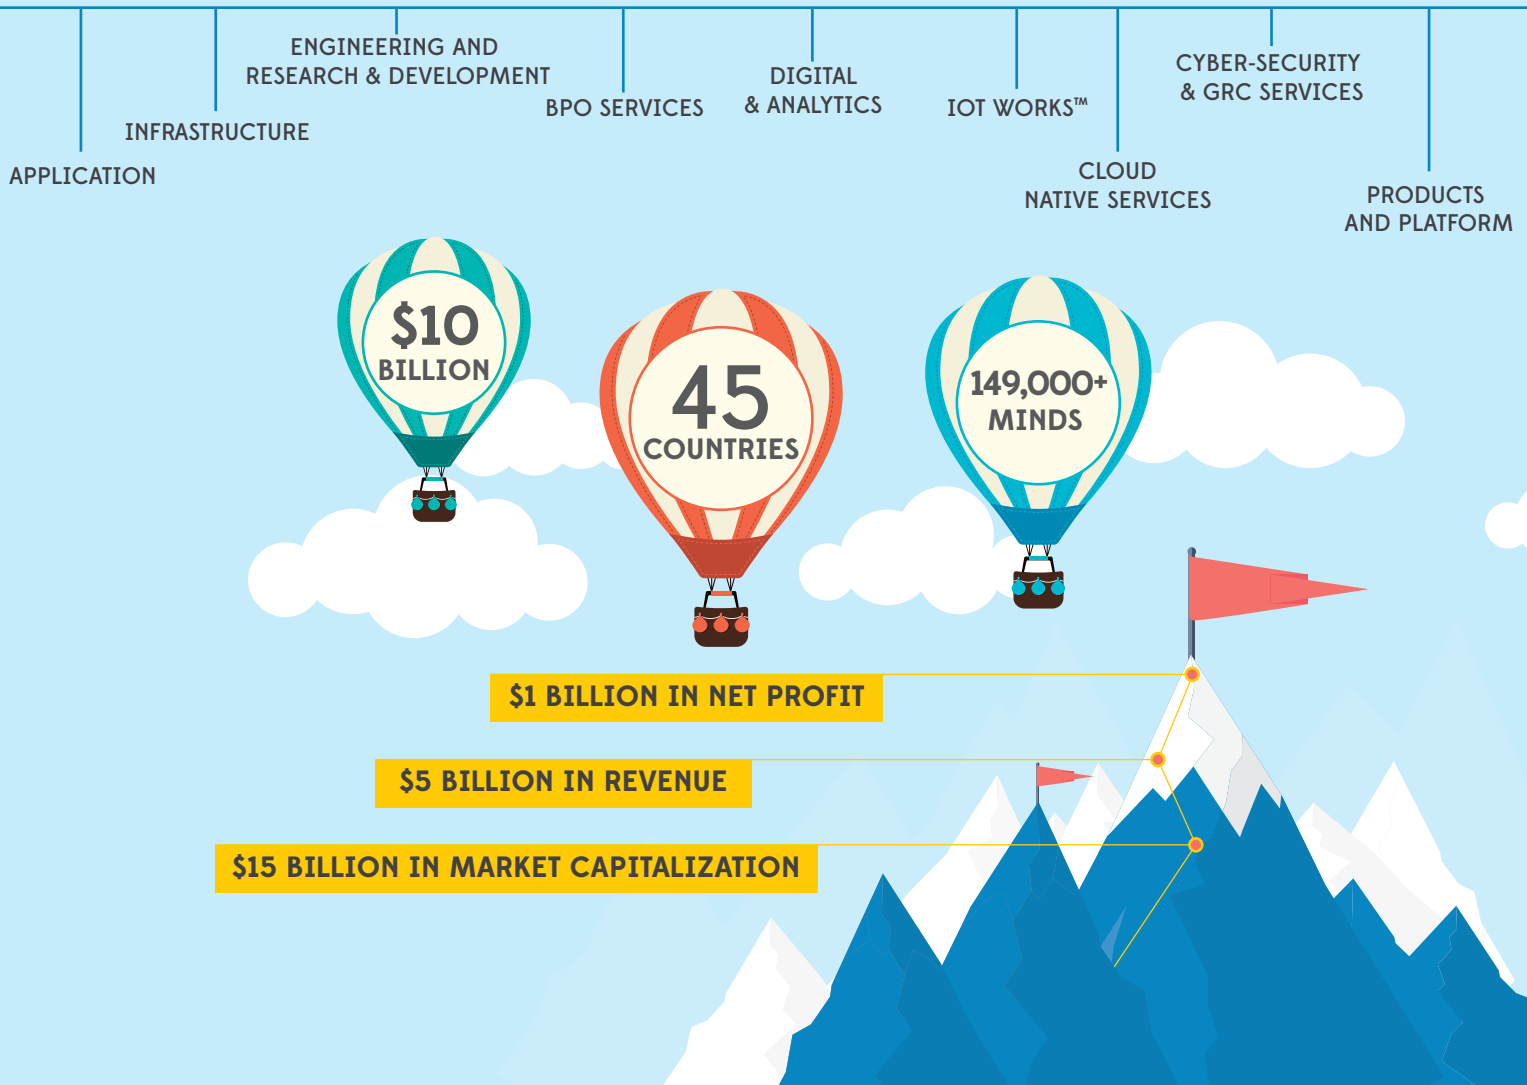 ENGINEERING AND
RESEARCH & DEVELOPMENT
CYBER-SECURITY
& GRC SERVICES
DIGITAL
& ANALYTICS
BPO SERVICES
IOT WORKS™
INFRASTRUCTURE
APPLICATION
CLOUD
NATIVE SERVICES
PRODUCTS
AND PLATFORM
$10
BILLION
45
COUNTRIES
149,000+
MINDS
$1 BILLION IN NET PROFIT
$5 BILLION IN REVENUE
$15 BILLION IN MARKET CAPITALIZATION